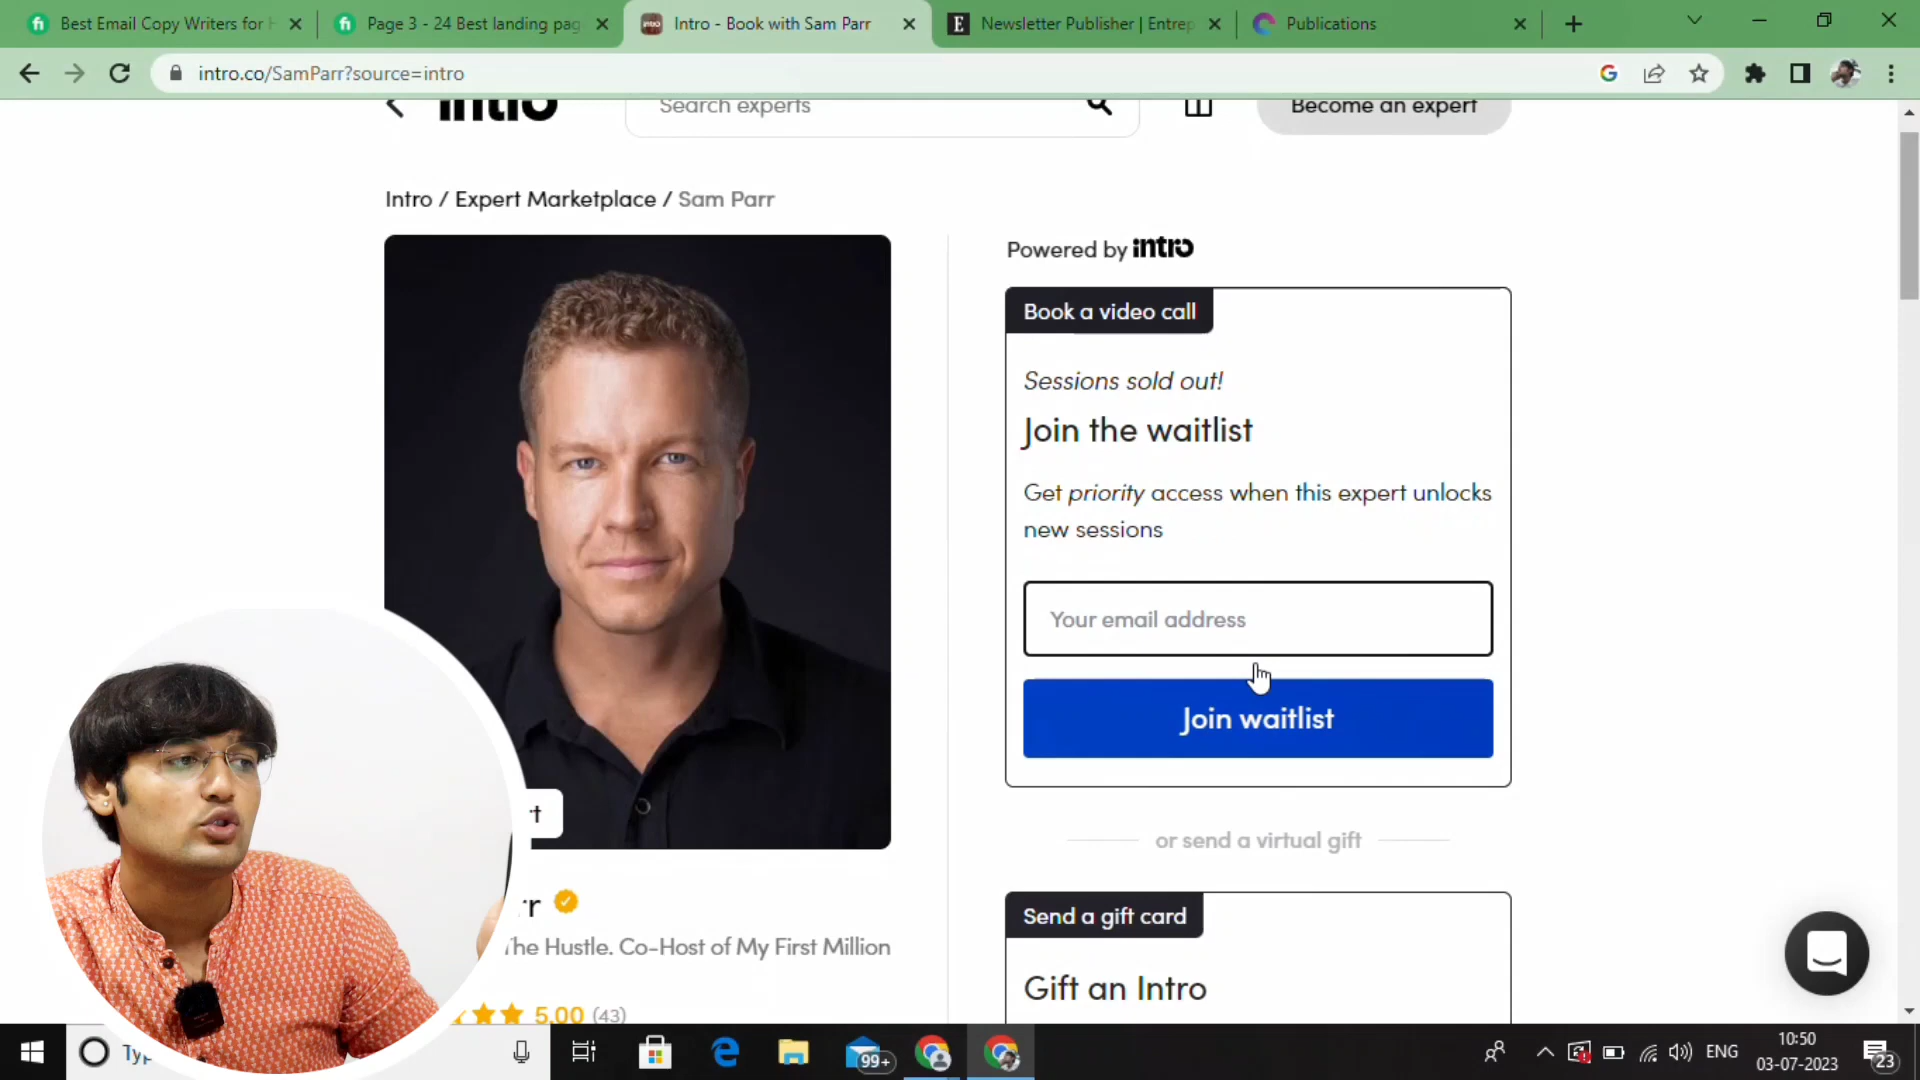 Best Email Copy Writers for H
Page 3 - 24 Best landing pag
Intro - Book with Sam Parr
Newsletter Publisher | Entrep
Publications
intro.co/SamParr?source=intro
intro
Search experts
Become an expert
Intro / Expert Marketplace / Sam Parr
Powered by intro
Book a video call
Sessions sold out!
Join the waitlist
Get priority access when this expert unlocks
new sessions
Your email address
Join waitlist
or send a virtual gift
Send a gift card
Gift an Intro
The Hustle. Co-Host of My First Million
5.00 (43)
99+
ENG
10:50
03-07-2023
23